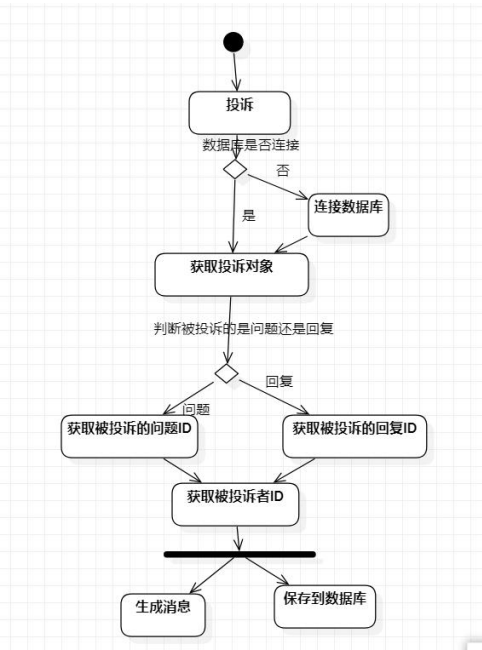 投诉
数据库是否连接
否
连接数据库
是
获取投诉对象
判断被投诉的是问题还是回复
回复
问题
获取被投诉的问题ID
获取被投诉的回复ID
获取被投诉者ID
生成消息
保存到数据库